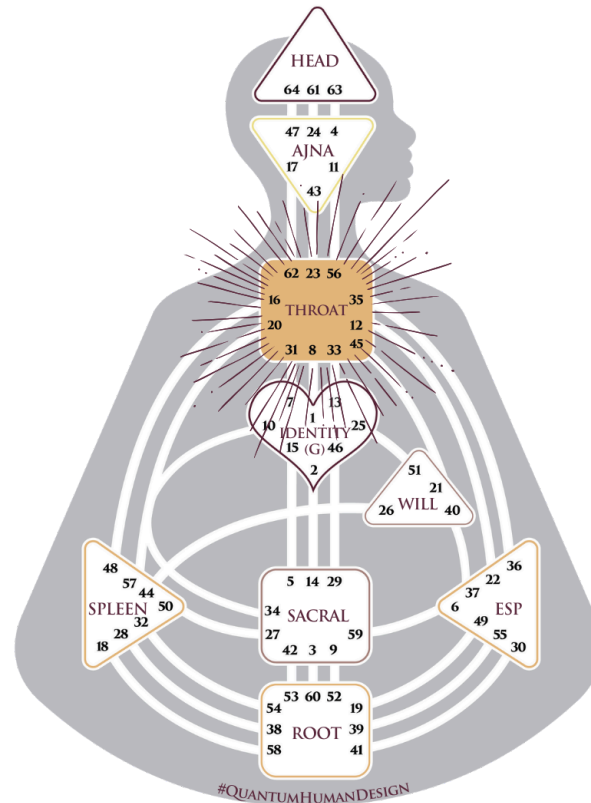 HEAD
64 61 63
47 24 4
AJNA
17 11
43
62 23 56
16 35
THROAT
20 12
31 8 33 45
7 13
1
10 25
IDENTITY
(G)
15 46
2
51
21
WILL
26 40
48
57
44
SPLEEN 50
32
28
18
5 14 29
34
SACRAL
27 59
42 3 9
36
22
37
6 ESP
49
55
30
53 60 52
54 19
38 ROOT 39
58 41
#QUANTUMHUMANDESIGN